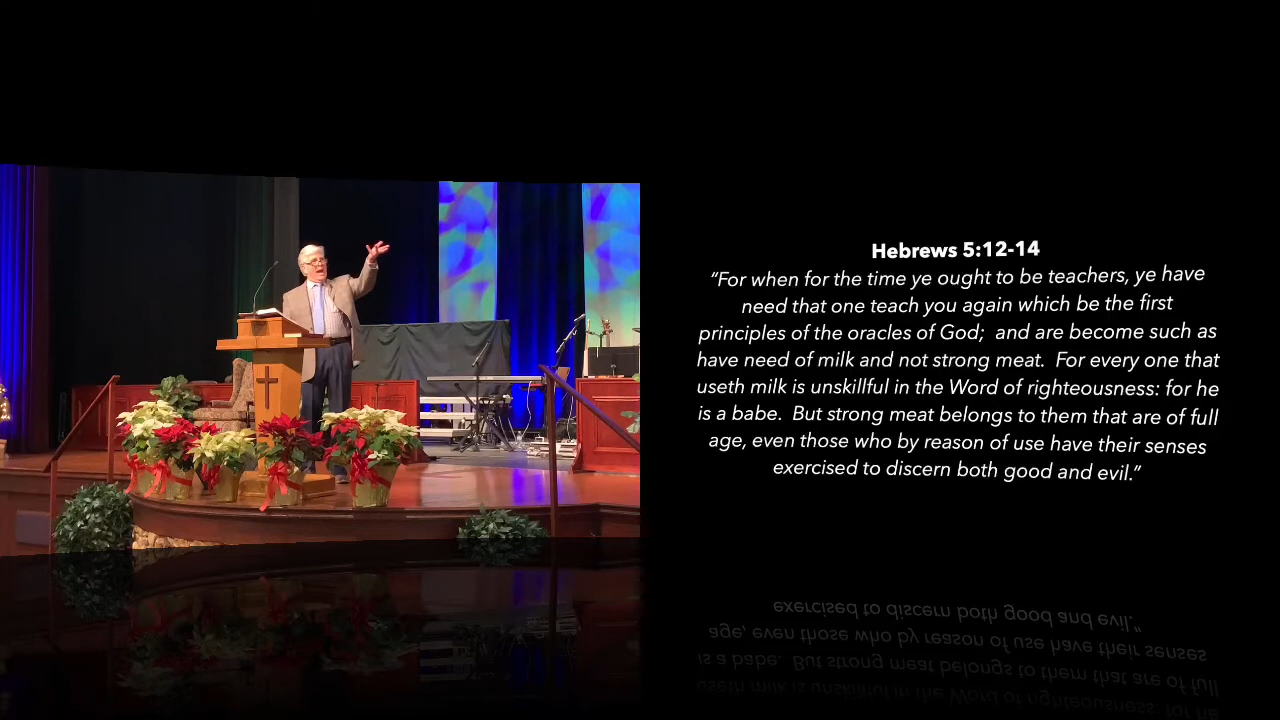 Hebrews 5:12-14
“For when for the time ye ought to be teachers, ye have
need that one teach you again which be the first
principles of the oracles of God;  and are become such as
have need of milk and not strong meat.  For every one that
useth milk is unskillful in the Word of righteousness: for he
is a babe.  But strong meat belongs to them that are of full
age, even those who by reason of use have their senses
exercised to discern both good and evil.”